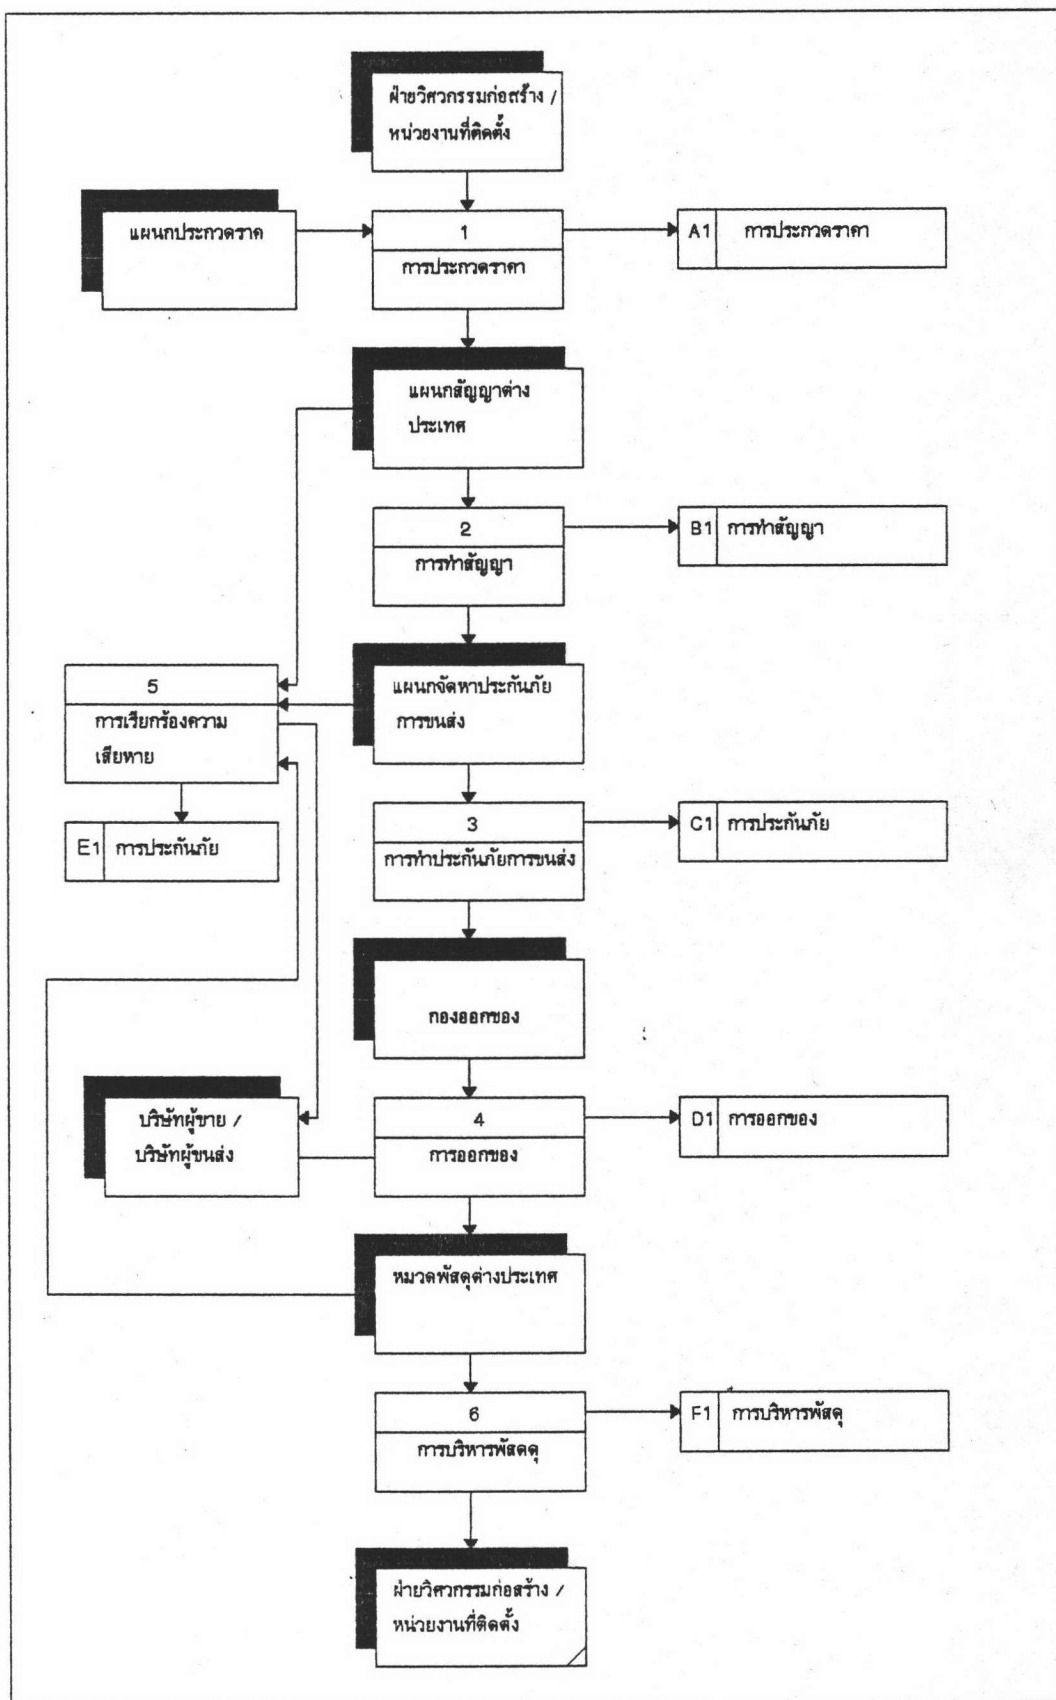 ฝ่ายวิศวกรรมก่อสร้าง /
หน่วยงานที่ติดตั้ง
แผนกประกวดราค
1
การประกวดราคา
A1 การประกวดราคา
แผนกสัญญาต่าง
ประเทศ
2
การทำสัญญา
B1 การทำสัญญา
5
การเรียกร้องความ
เสียหาย
แผนกจัดหาประกันภัย
การขนส่ง
E1 การประกันภัย
3
การทำประกันภัยการขนส่ง
C1 การประกันภัย
กองออกของ
บริษัทผู้ขาย /
บริษัทผู้ขนส่ง
4
การออกของ
D1 การออกของ
หมวดพัสดุต่างประเทศ
6
การบริหารพัสดดุ
F1 การบริหารพัสดุ
ฝ่ายวิศวกรรมก่อสร้าง /
หน่วยงานที่ติดตั้ง